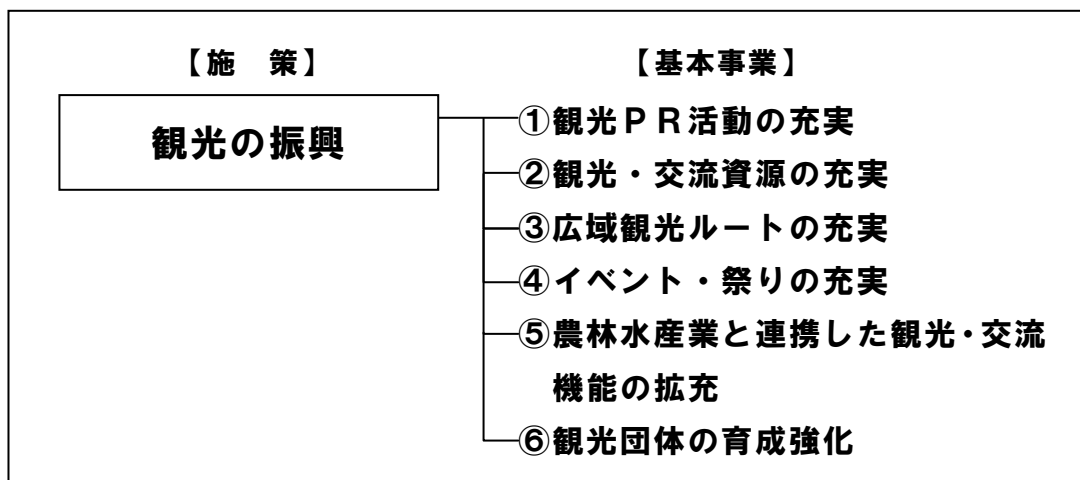 【施　策】　【基本事業】
観光の振興
①観光ＰＲ活動の充実
②観光・交流資源の充実
③広域観光ルートの充実
④イベント・祭りの充実
⑤農林水産業と連携した観光・交流
機能の拡充
⑥観光団体の育成強化